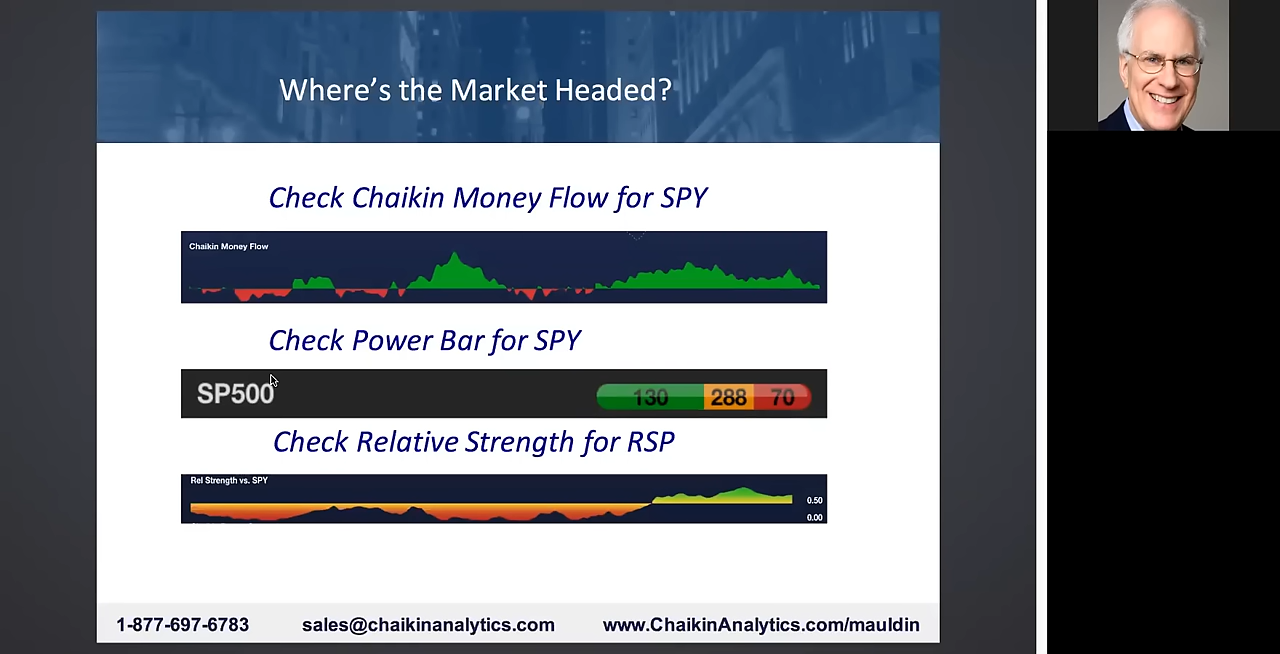 Where's the Market Headed?
Check Chaikin Money Flow for SPY
Chaikin Money Flow
Check Power Bar for SPY
SP500 130 288 70
Check Relative Strength for RSP
Rel Strength vs. SPY
0.50
0.00
1-877-697-6783 sales@chaikinanalytics.com www.ChaikinAnalytics.com/mauldin